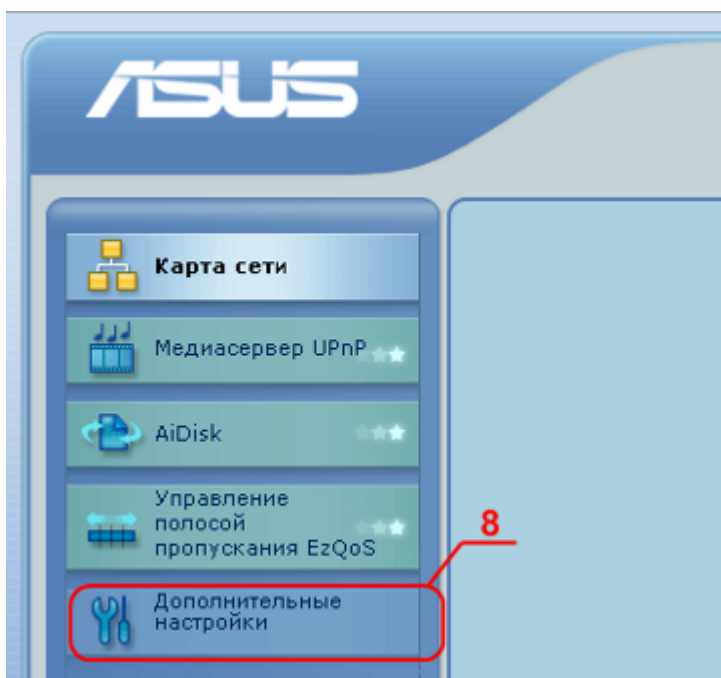 ASUS
Карта сети
Медиасервер UPnP
AiDisk
Управление
полосой
пропускания EzQoS
8
Дополнительные
настройки